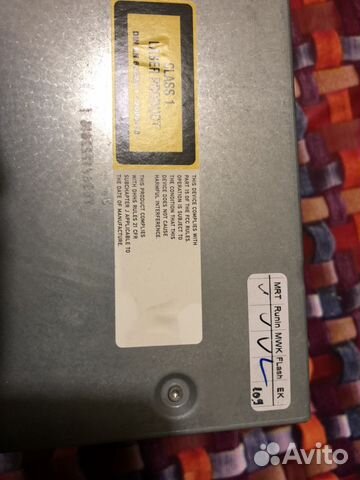 CLASS 1
LASER PRODUCT
THIS DEVICE COMPLIES WITH
PART 15 OF THE FCC RULES
OPERATION IS SUBJECT TO
THE CONDITION THAT THIS
DEVICE DOES NOT CAUSE
HARMFUL INTERFERENCE
THIS PRODUCT COMPLIES
WITH DHHS RULES 21 CFR
SUBCHAPTER J APPLICABLE TO
THE DATE OF MANUFACTURE.
MRT Runin MWK Flash EK
Avito